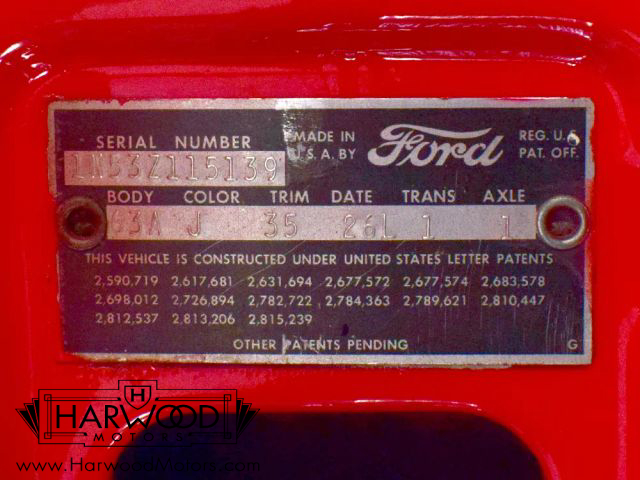 SERIAL NUMBER
MADE IN
U. S. A. BY
Ford
REG. U.S.
PAT. OFF.
1N53Z115139
BODY COLOR TRIM DATE TRANS AXLE
63A J 35 26L 1 1
THIS VEHICLE IS CONSTRUCTED UNDER UNITED STATES LETTER PATENTS
2,590,719 2,617,681 2,631,694 2,677,572 2,677,574 2,683,578
2,698,012 2,726,894 2,782,722 2,784,363 2,789,621 2,810,447
2,812,537 2,813,206 2,815,239
OTHER PATENTS PENDING G
H
HARWOOD
MOTORS
www.HarwoodMotors.com